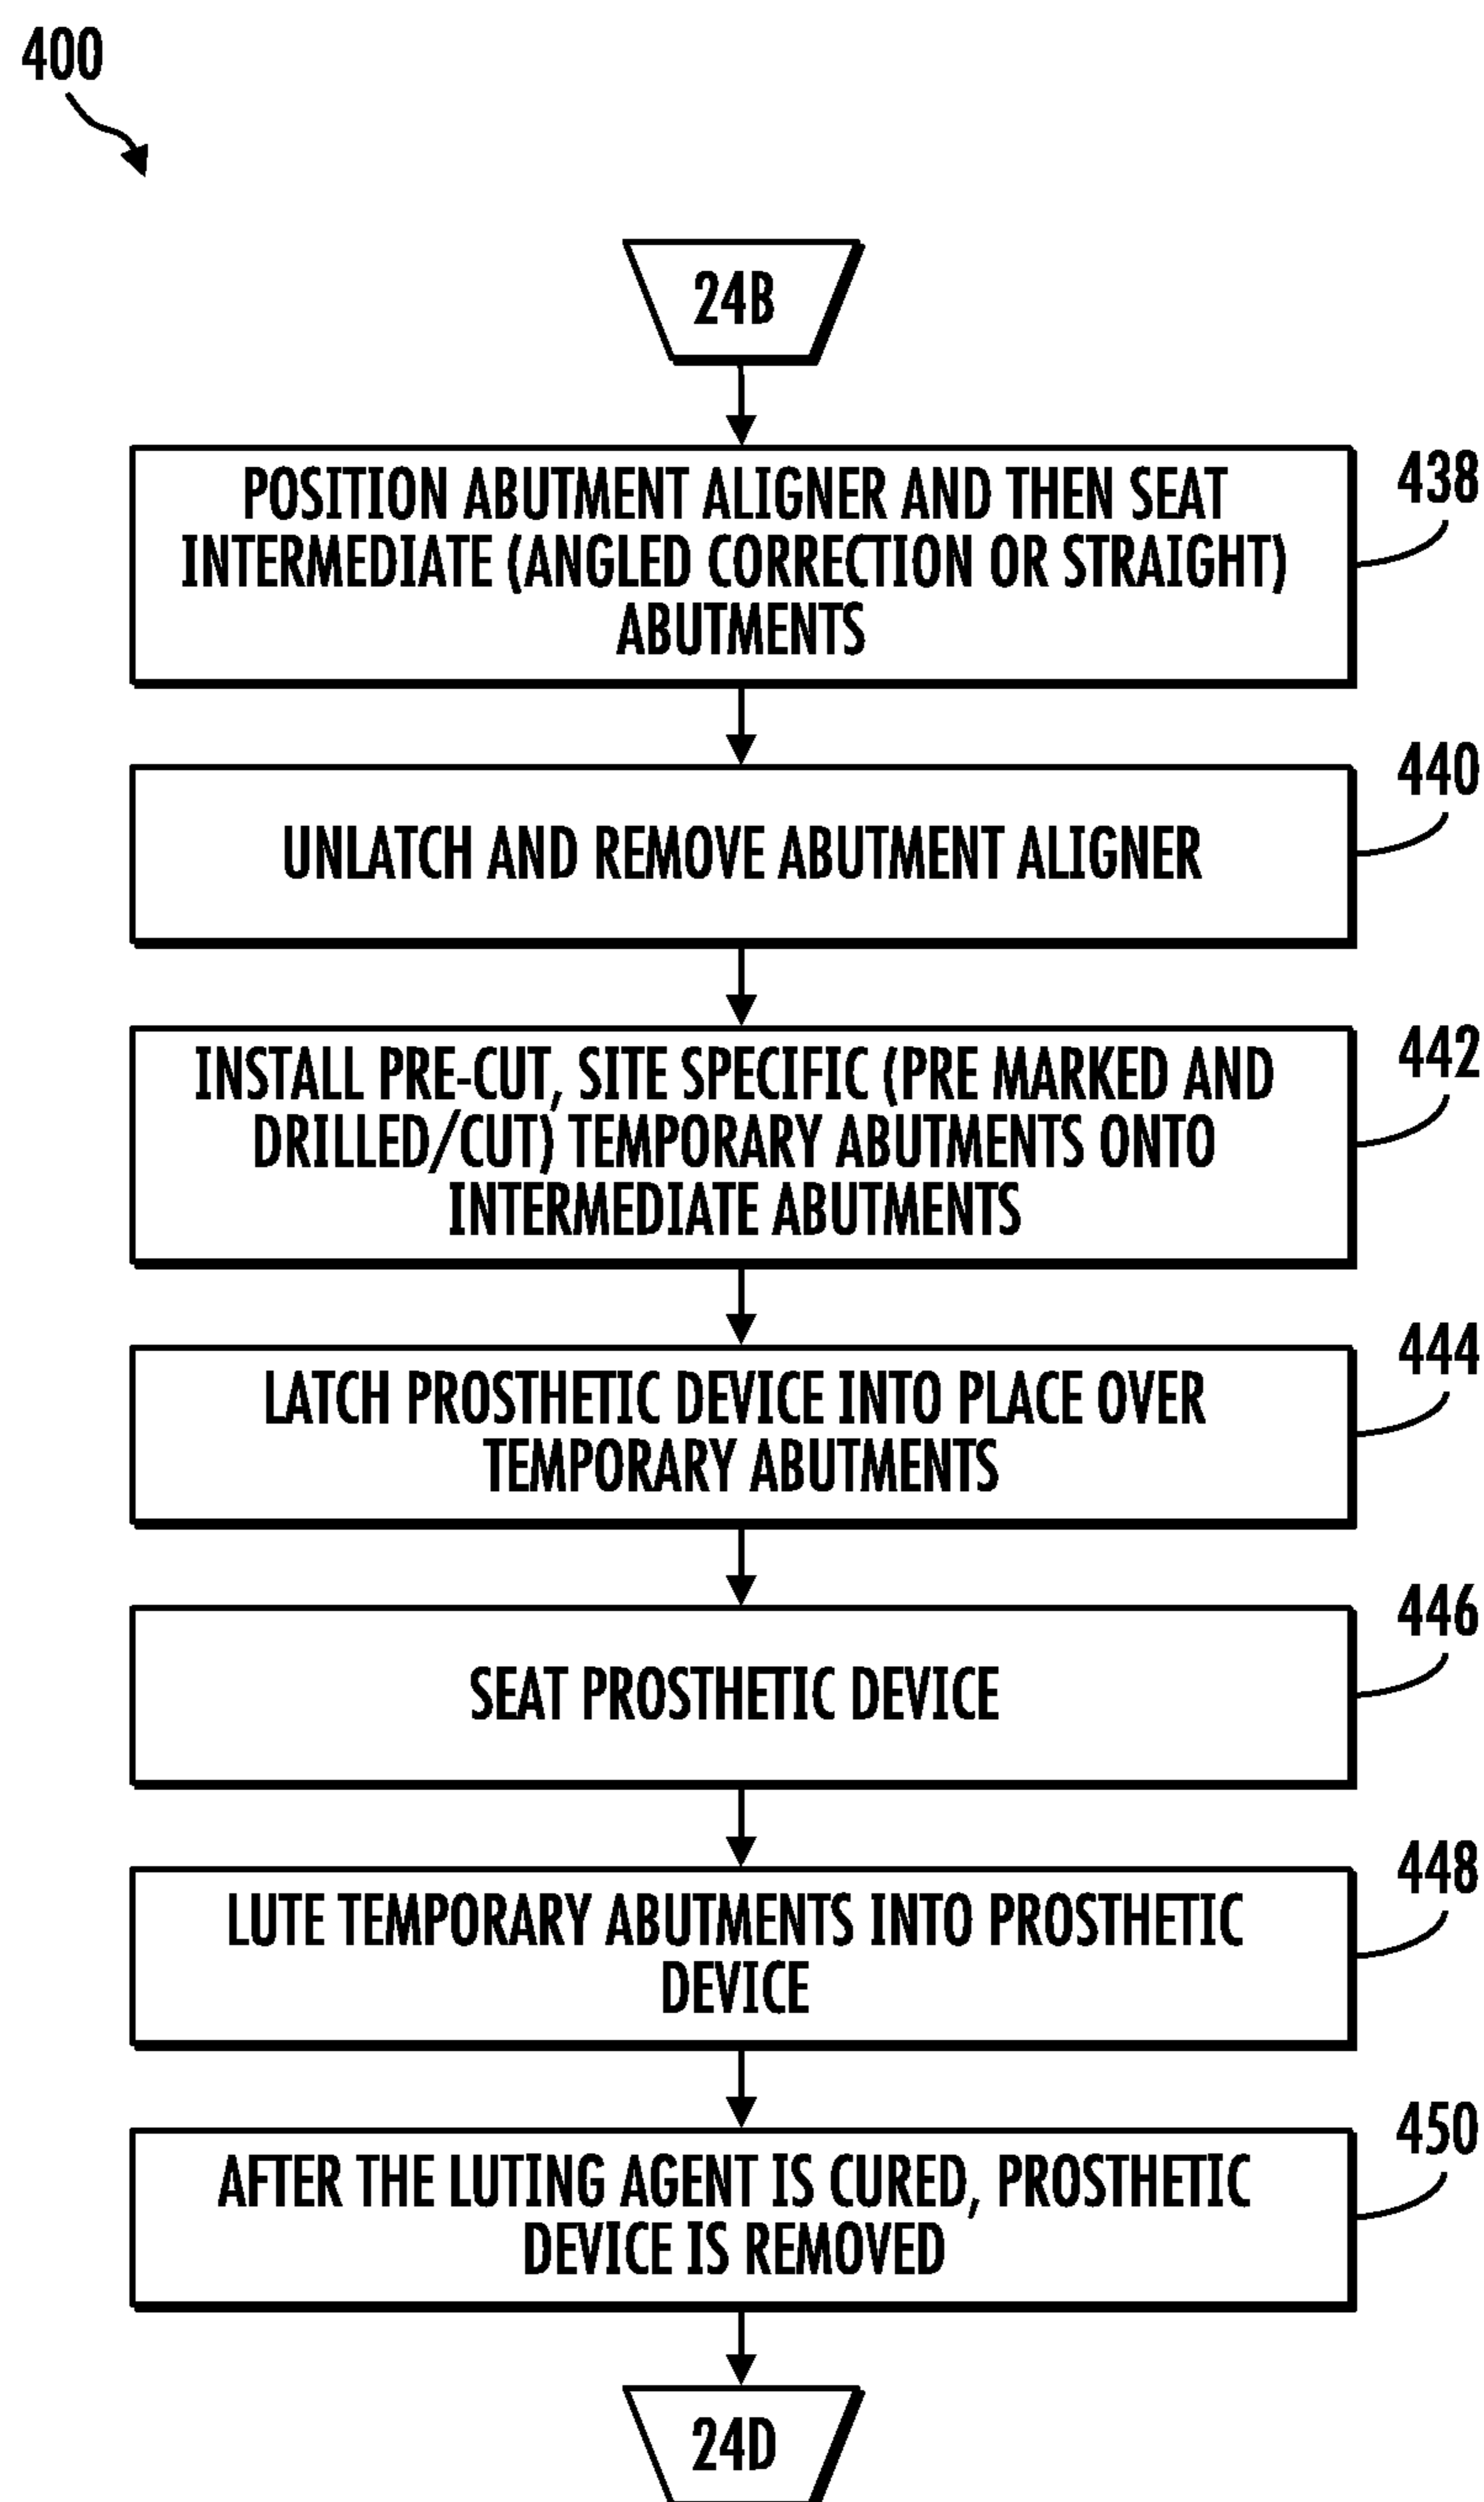 400
24B
POSITION ABUTMENT ALIGNER AND THEN SEAT
INTERMEDIATE (ANGLED CORRECTION OR STRAIGHT)
ABUTMENTS
438
UNLATCH AND REMOVE ABUTMENT ALIGNER
440
INSTALL PRE-CUT, SITE SPECIFIC (PRE MARKED AND
DRILLED/CUT) TEMPORARY ABUTMENTS ONTO
INTERMEDIATE ABUTMENTS
442
LATCH PROSTHETIC DEVICE INTO PLACE OVER
TEMPORARY ABUTMENTS
444
SEAT PROSTHETIC DEVICE
446
LUTE TEMPORARY ABUTMENTS INTO PROSTHETIC
DEVICE
448
AFTER THE LUTING AGENT IS CURED, PROSTHETIC
DEVICE IS REMOVED
450
24D